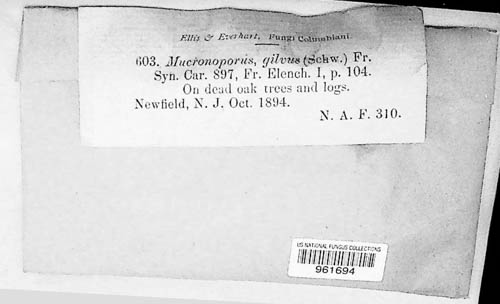 Ellis & Everhart, Fungi Columbiani.
603. Mucronoporus, gilvus (Schw.) Fr.
Syn. Car. 897, Fr. Elench. I, p. 104.
On dead oak trees and logs.
Newfield, N. J. Oct. 1894.
N. A. F. 310.
US NATIONAL FUNGUS COLLECTIONS
961694